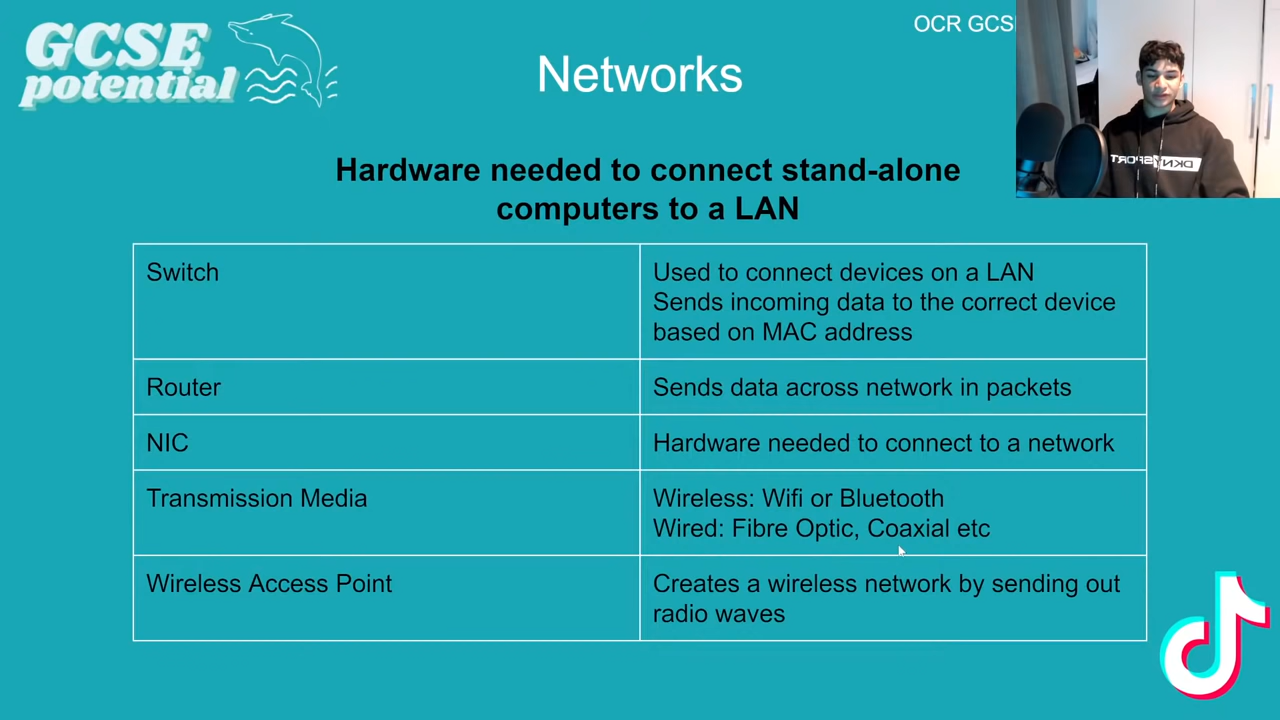 GCSE
potential
OCR GCSE
Networks
Hardware needed to connect stand-alone
computers to a LAN
Switch
Used to connect devices on a LAN
Sends incoming data to the correct device
based on MAC address
Router
Sends data across network in packets
NIC
Hardware needed to connect to a network
Transmission Media
Wireless: Wifi or Bluetooth
Wired: Fibre Optic, Coaxial etc
Wireless Access Point
Creates a wireless network by sending out
radio waves